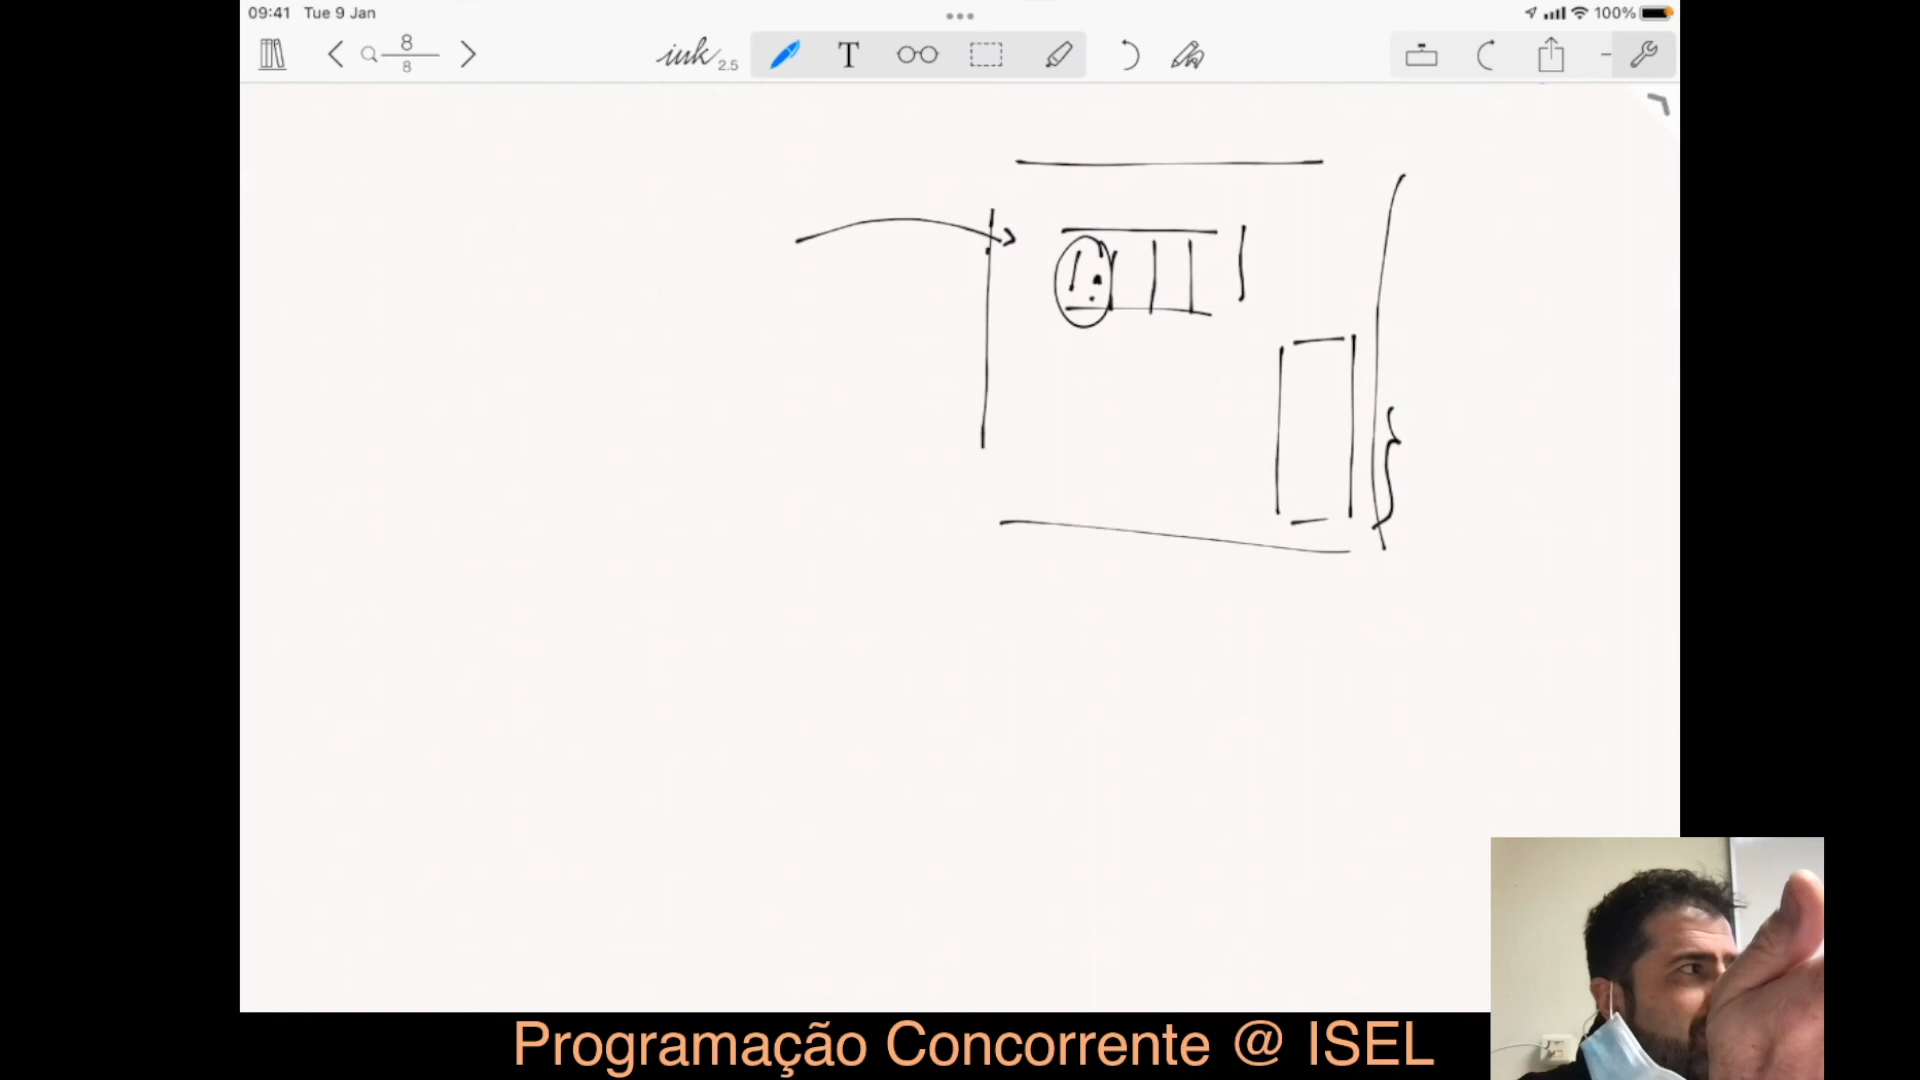 09:41 Tue 9 Jan
100%
8
8
ink 2.5
T
Programação Concorrente @ ISEL